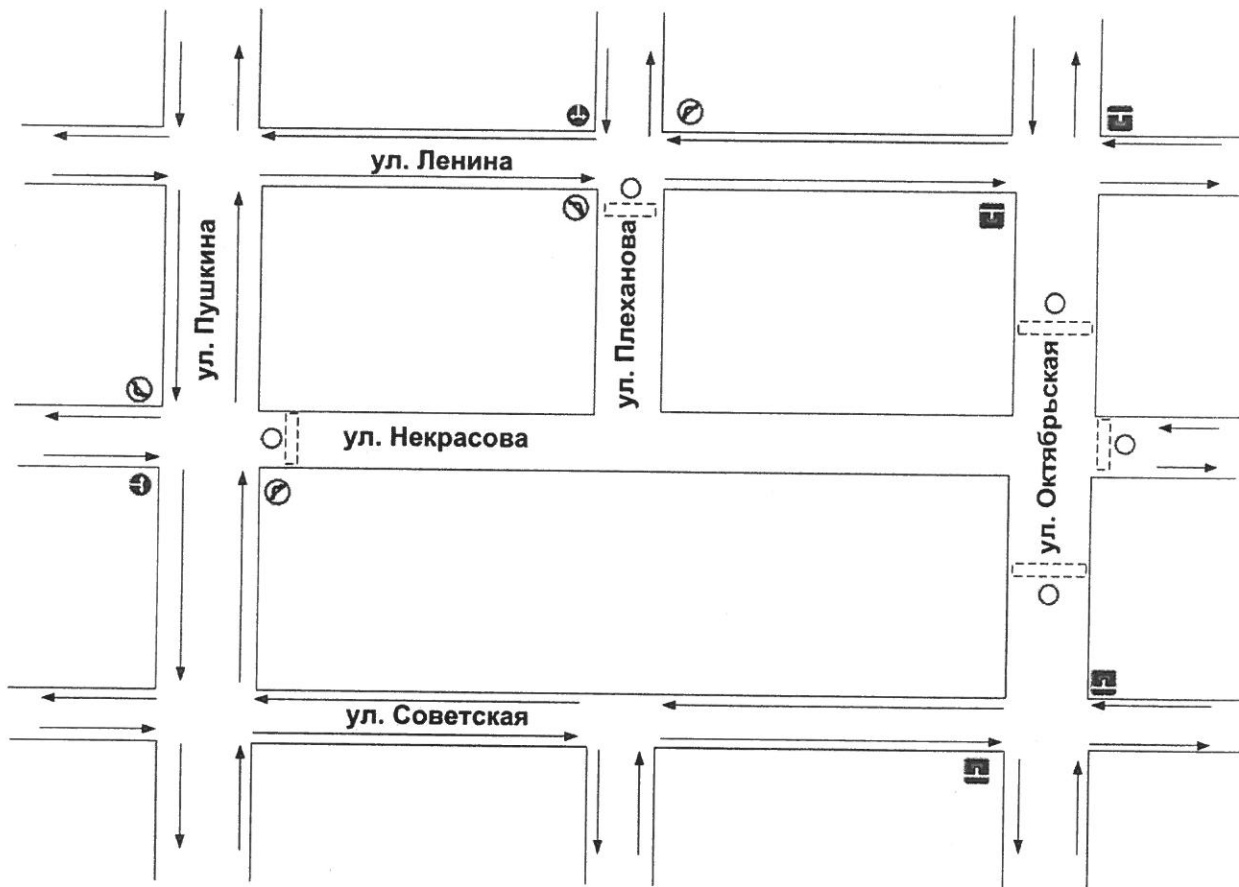 ул. Ленина
ул. Пушкина
ул. Плеханова
ул. Октябрьская
ул. Некрасова
ул. Советская